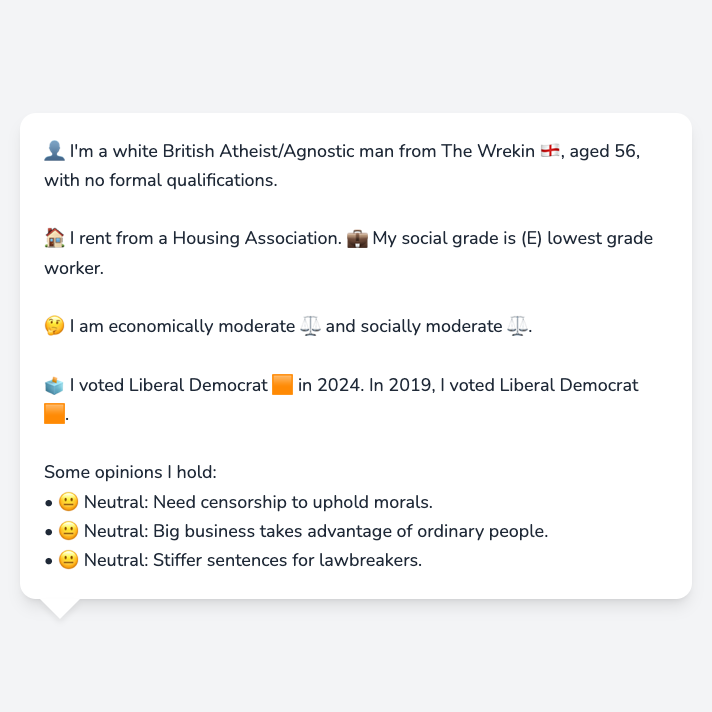 👤 I'm a white British Atheist/Agnostic man from The Wrekin 🏴󠁧󠁢󠁥󠁮󠁧󠁿, aged 56,
with no formal qualifications.
🏠 I rent from a Housing Association. 💼 My social grade is (E) lowest grade
worker.
🤔 I am economically moderate ⚖️ and socially moderate ⚖️.
🗳️ I voted Liberal Democrat 🟧 in 2024. In 2019, I voted Liberal Democrat
🟧.
Some opinions I hold:
• 😐 Neutral: Need censorship to uphold morals.
• 😐 Neutral: Big business takes advantage of ordinary people.
• 😐 Neutral: Stiffer sentences for lawbreakers.